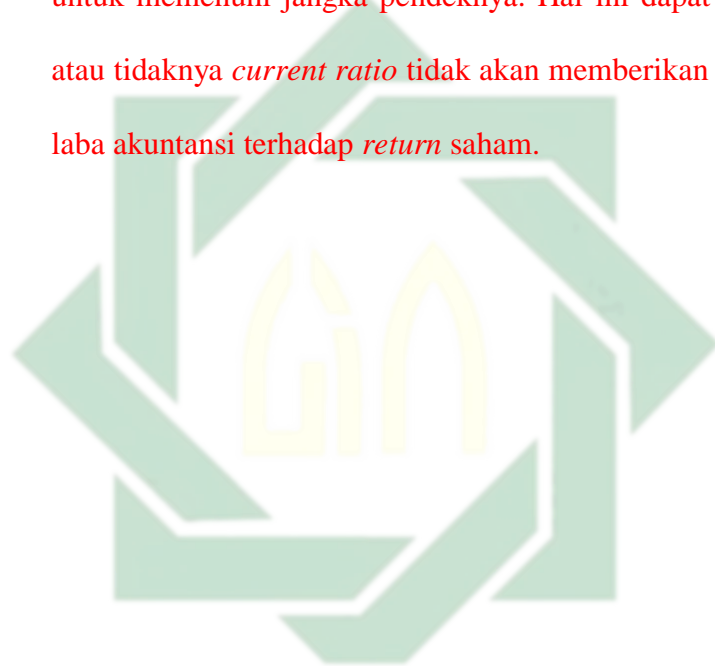 untuk memenuhi jangka pendeknya. Hal ini dapat
atau tidaknya current ratio tidak akan memberikan
laba akuntansi terhadap return saham.